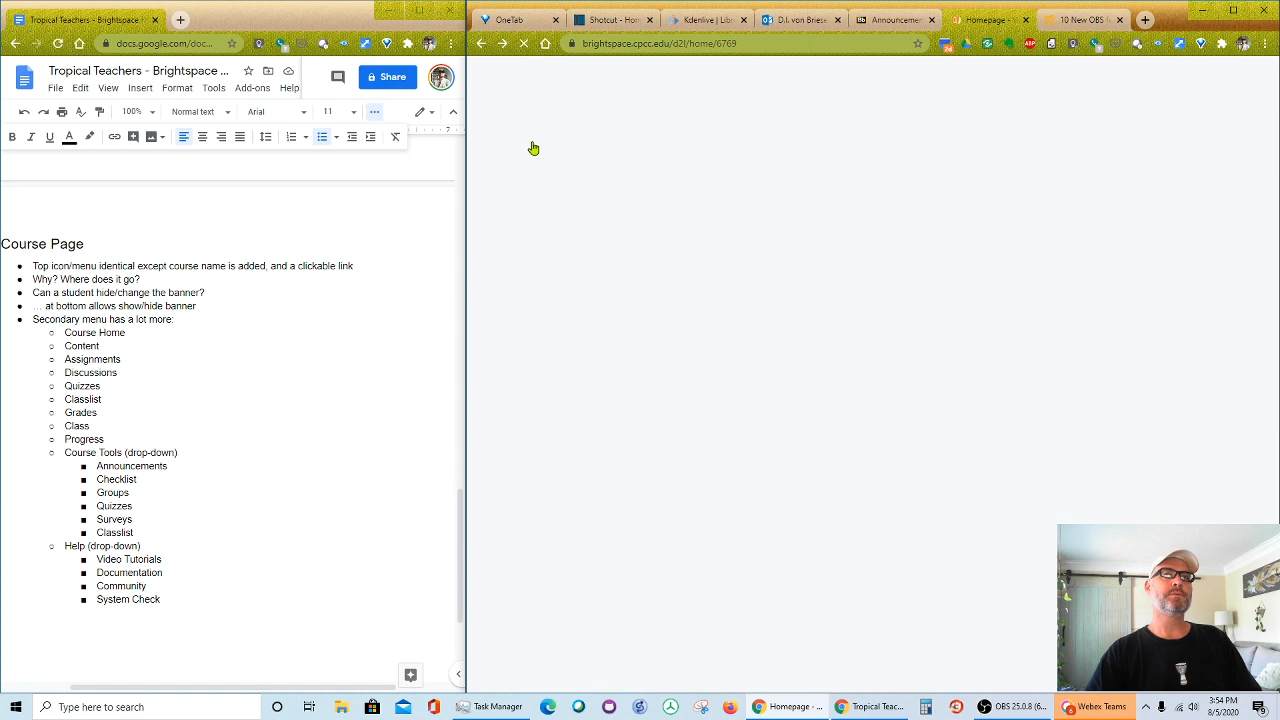 Tropical Teachers - Brightspace
OneTab
Shotcut - Hom
Kdenlive | Libr
D.I. von Briese
Announcemen
Homepage -
10 New OBS
docs.google.com/doc...
brightspace.cpcc.edu/d2l/home/6769
Tropical Teachers - Brightspace ...
Share
File Edit View Insert Format Tools Add-ons Help
100% Normal text Arial 11
B I U A
Course Page
Top icon/menu identical except course name is added, and a clickable link
Why? Where does it go?
Can a student hide/change the banner?
... at bottom allows show/hide banner
Secondary menu has a lot more:
Course Home
Content
Assignments
Discussions
Quizzes
Classlist
Grades
Class
Progress
Course Tools (drop-down)
Announcements
Checklist
Groups
Quizzes
Surveys
Classlist
Help (drop-down)
Video Tutorials
Documentation
Community
System Check
Type here to search
Task Manager
Homepage - ...
Tropical Teac...
OBS 25.0.8 (6...
Webex Teams
3:54 PM
8/5/2020